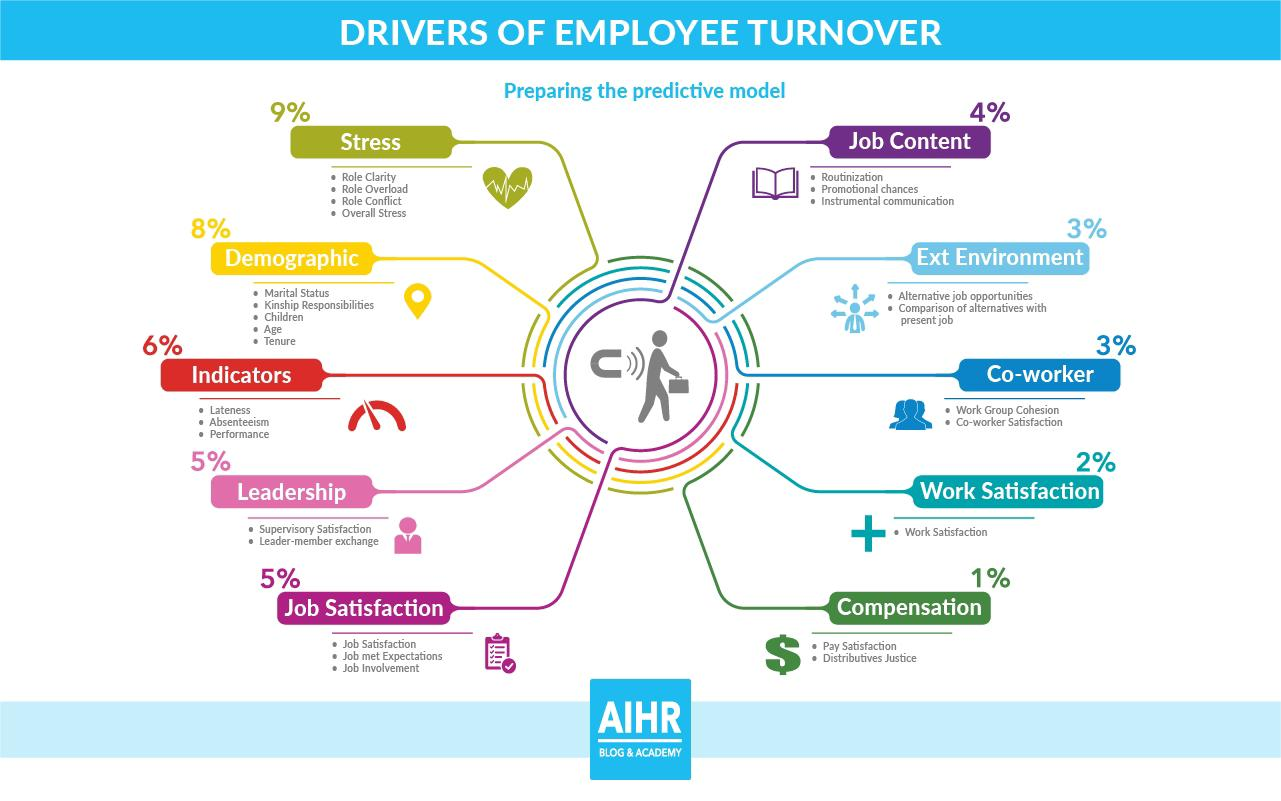 DRIVERS OF EMPLOYEE TURNOVER
Preparing the predictive model
9%
Stress
Role Clarity
Role Overload
Role Conflict
Overall Stress
8%
Demographic
Marital Status
Kinship Responsibilities
Children
Age
Tenure
6%
Indicators
Lateness
Absenteeism
Performance
5%
Leadership
Supervisory Satisfaction
Leader-member exchange
5%
Job Satisfaction
Job Satisfaction
Job met Expectations
Job Involvement
4%
Job Content
Routinization
Promotional chances
Instrumental communication
3%
Ext Environment
Alternative job opportunities
Comparison of alternatives with
present job
3%
Co-worker
Work Group Cohesion
Co-worker Satisfaction
2%
Work Satisfaction
Work Satisfaction
1%
Compensation
Pay Satisfaction
Distributives Justice
AIHR
BLOG & ACADEMY